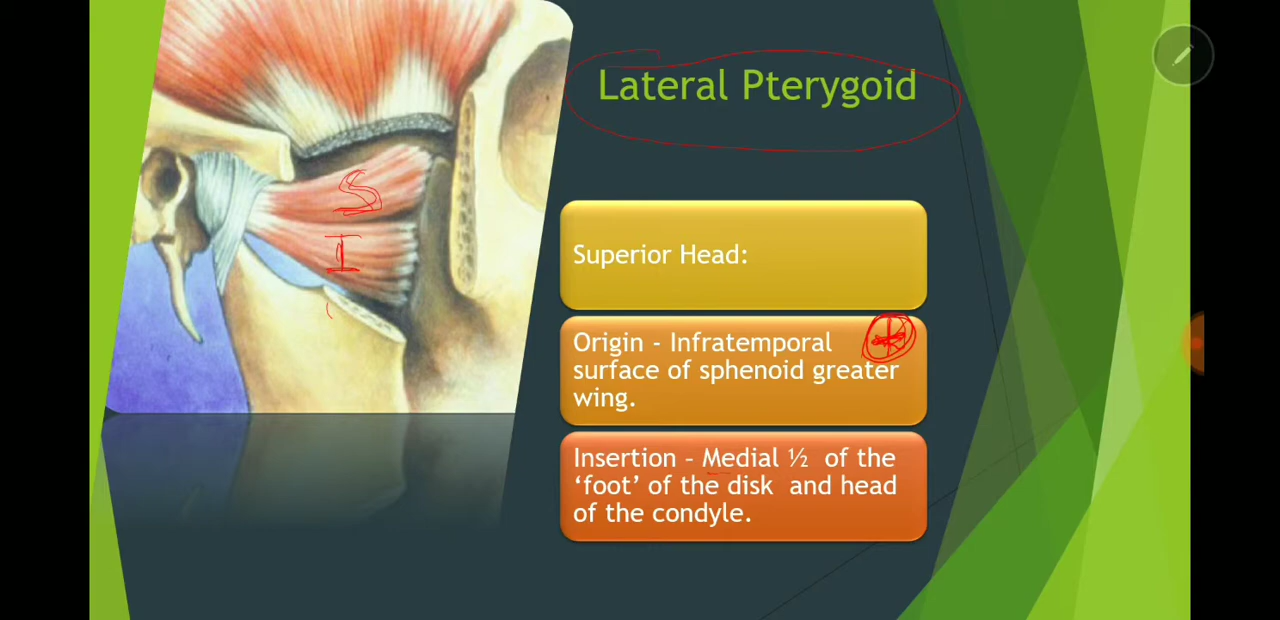 Lateral Pterygoid
S
I
Superior Head:
Origin - Infratemporal
surface of sphenoid greater
wing.
Insertion – Medial ½ of the
‘foot’ of the disk and head
of the condyle.